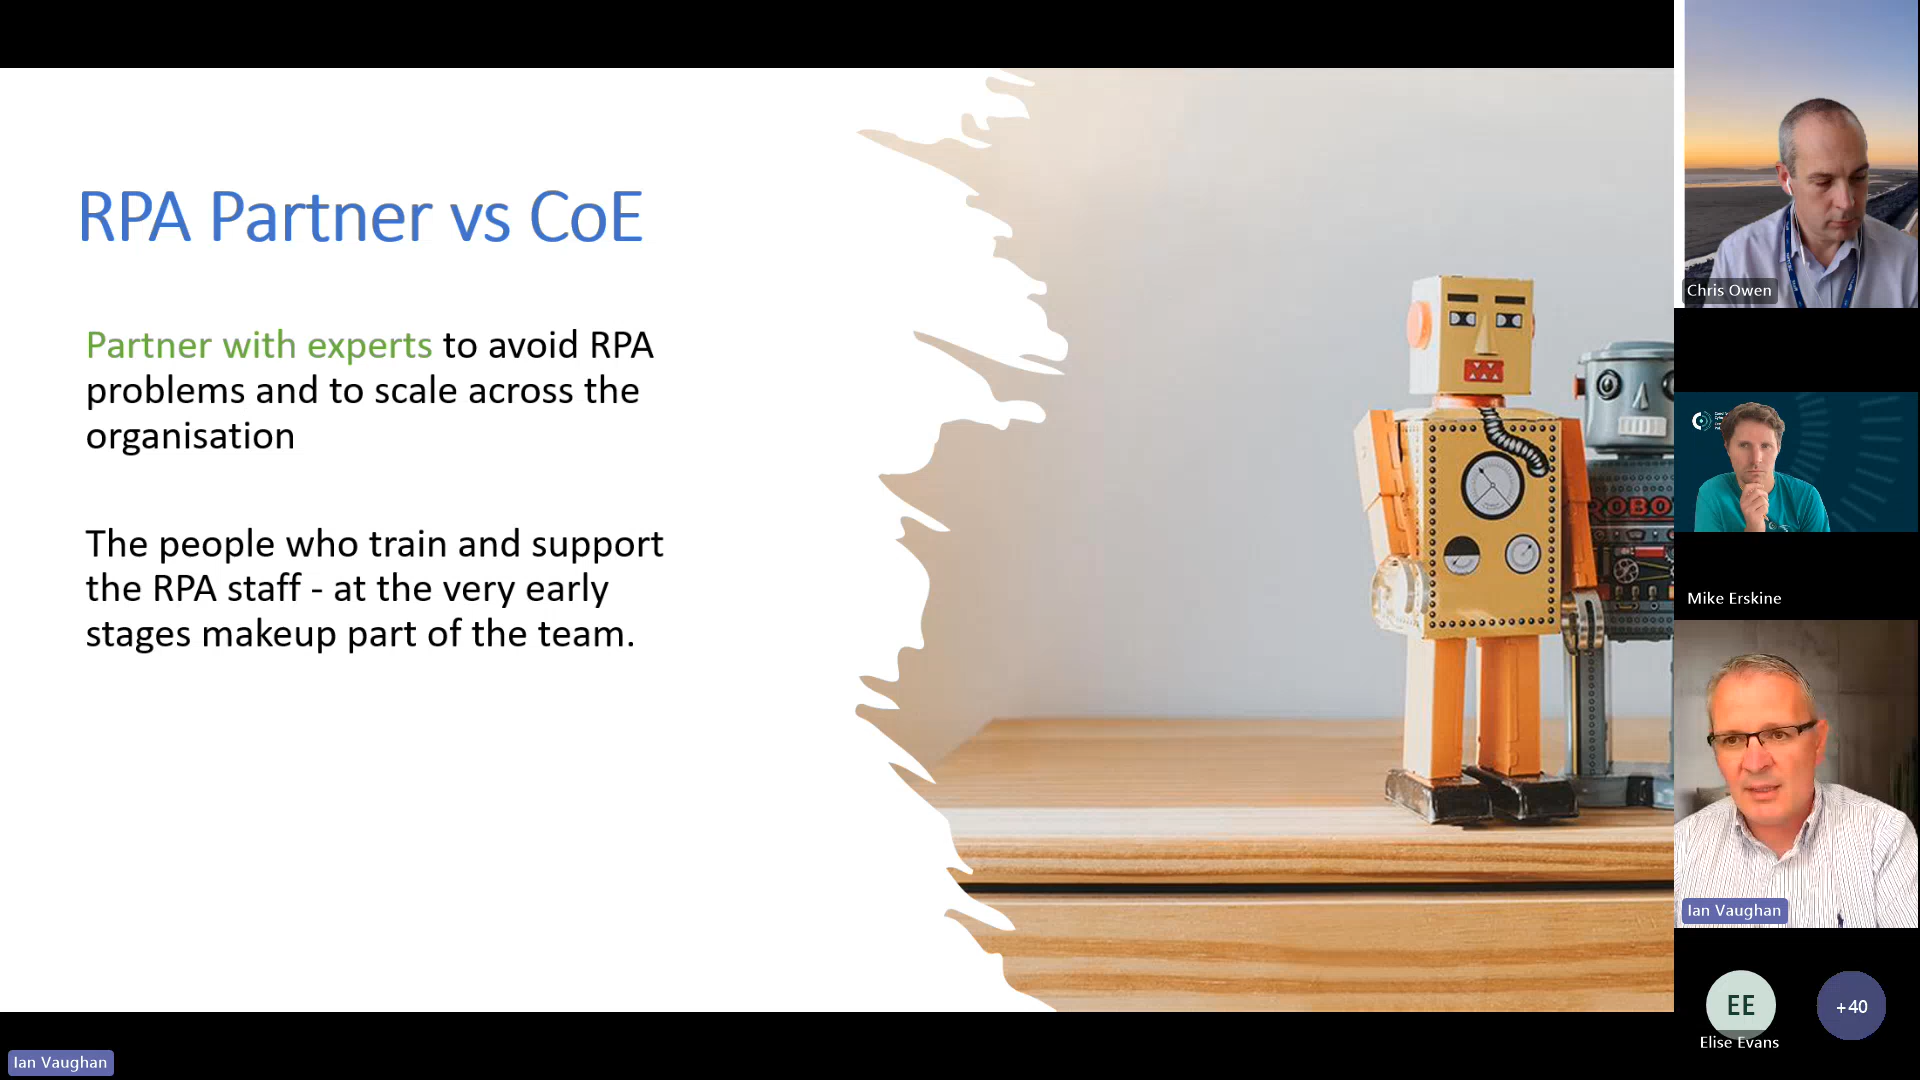 RPA Partner vs CoE
Partner with experts to avoid RPA
problems and to scale across the
organisation
The people who train and support
the RPA staff - at the very early
stages makeup part of the team.
ROBO
Chris Owen
Mike Erskine
Ian Vaughan
EE
+40
Elise Evans
Ian Vaughan